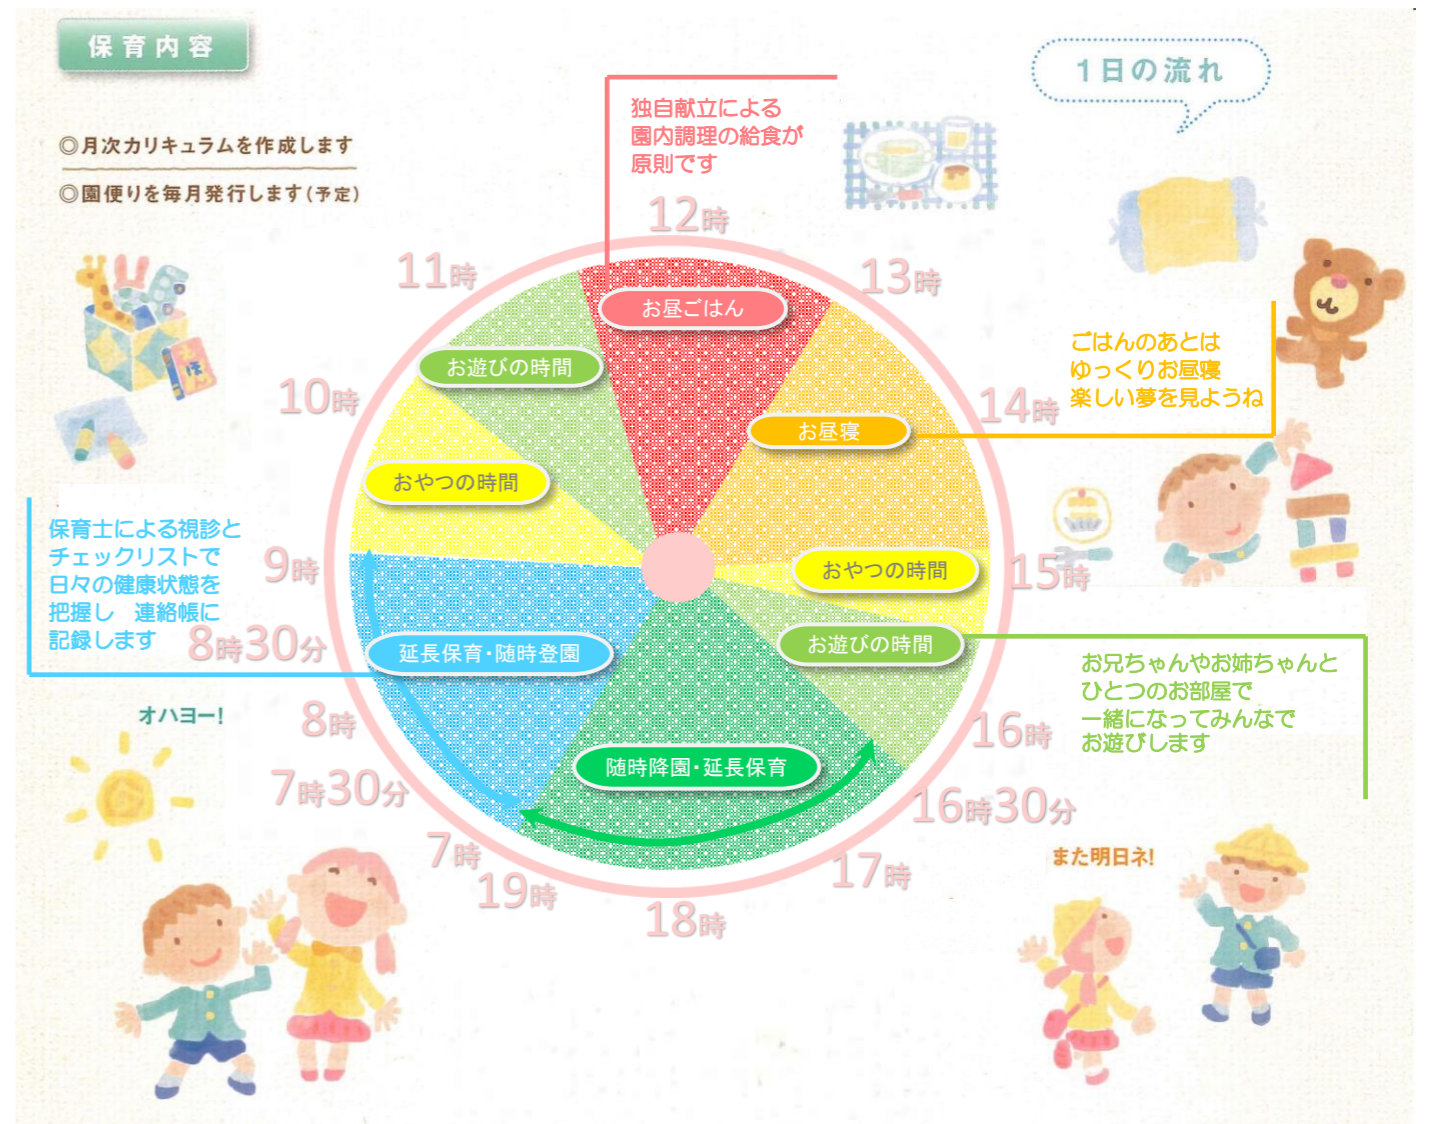 保育内容
1日の流れ
◎月次カリキュラムを作成します
◎園便りを毎月発行します(予定)
独自献立による
園内調理の給食が
原則です
12時
11時
13時
お昼ごはん
お遊びの時間
10時
14時
ごはんのあとは
ゆっくりお昼寝
楽しい夢を見ようね
お昼寝
おやつの時間
保育士による視診と
チェックリストで
日々の健康状態を
把握し 連絡帳に
記録します
9時
おやつの時間
15時
8時30分
延長保育・随時登園
お遊びの時間
お兄ちゃんやお姉ちゃんと
ひとつのお部屋で
一緒になってみんなで
お遊びします
オハヨー!
8時
16時
随時降園・延長保育
7時30分
16時30分
7時
17時
19時
18時
また明日ネ!
えほん